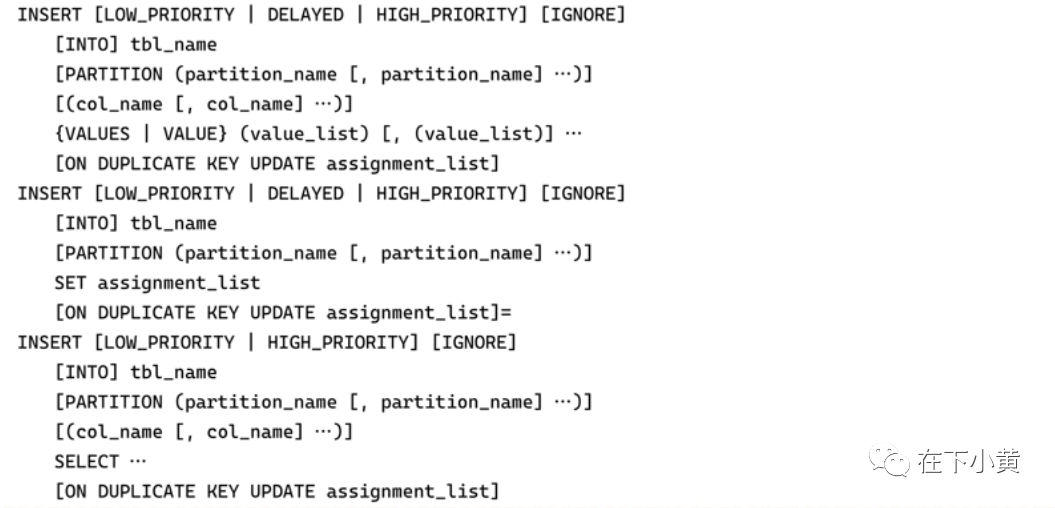 INSERT [LOW_PRIORITY | DELAYED | HIGH_PRIORITY] [IGNORE]
[INTO] tbl_name
[PARTITION (partition_name [, partition_name] ⋯)]
[(col_name [, col_name] ⋯)]
{VALUES | VALUE} (value_list) [, (value_list)] ⋯
[ON DUPLICATE KEY UPDATE assignment_list]
INSERT [LOW_PRIORITY | DELAYED | HIGH_PRIORITY] [IGNORE]
[INTO] tbl_name
[PARTITION (partition_name [, partition_name] ⋯)]
SET assignment_list
[ON DUPLICATE KEY UPDATE assignment_list]=
INSERT [LOW_PRIORITY | HIGH_PRIORITY] [IGNORE]
[INTO] tbl_name
[PARTITION (partition_name [, partition_name] ⋯)]
[(col_name [, col_name] ⋯)]
SELECT ⋯
[ON DUPLICATE KEY UPDATE assignment_list]
在下小黄